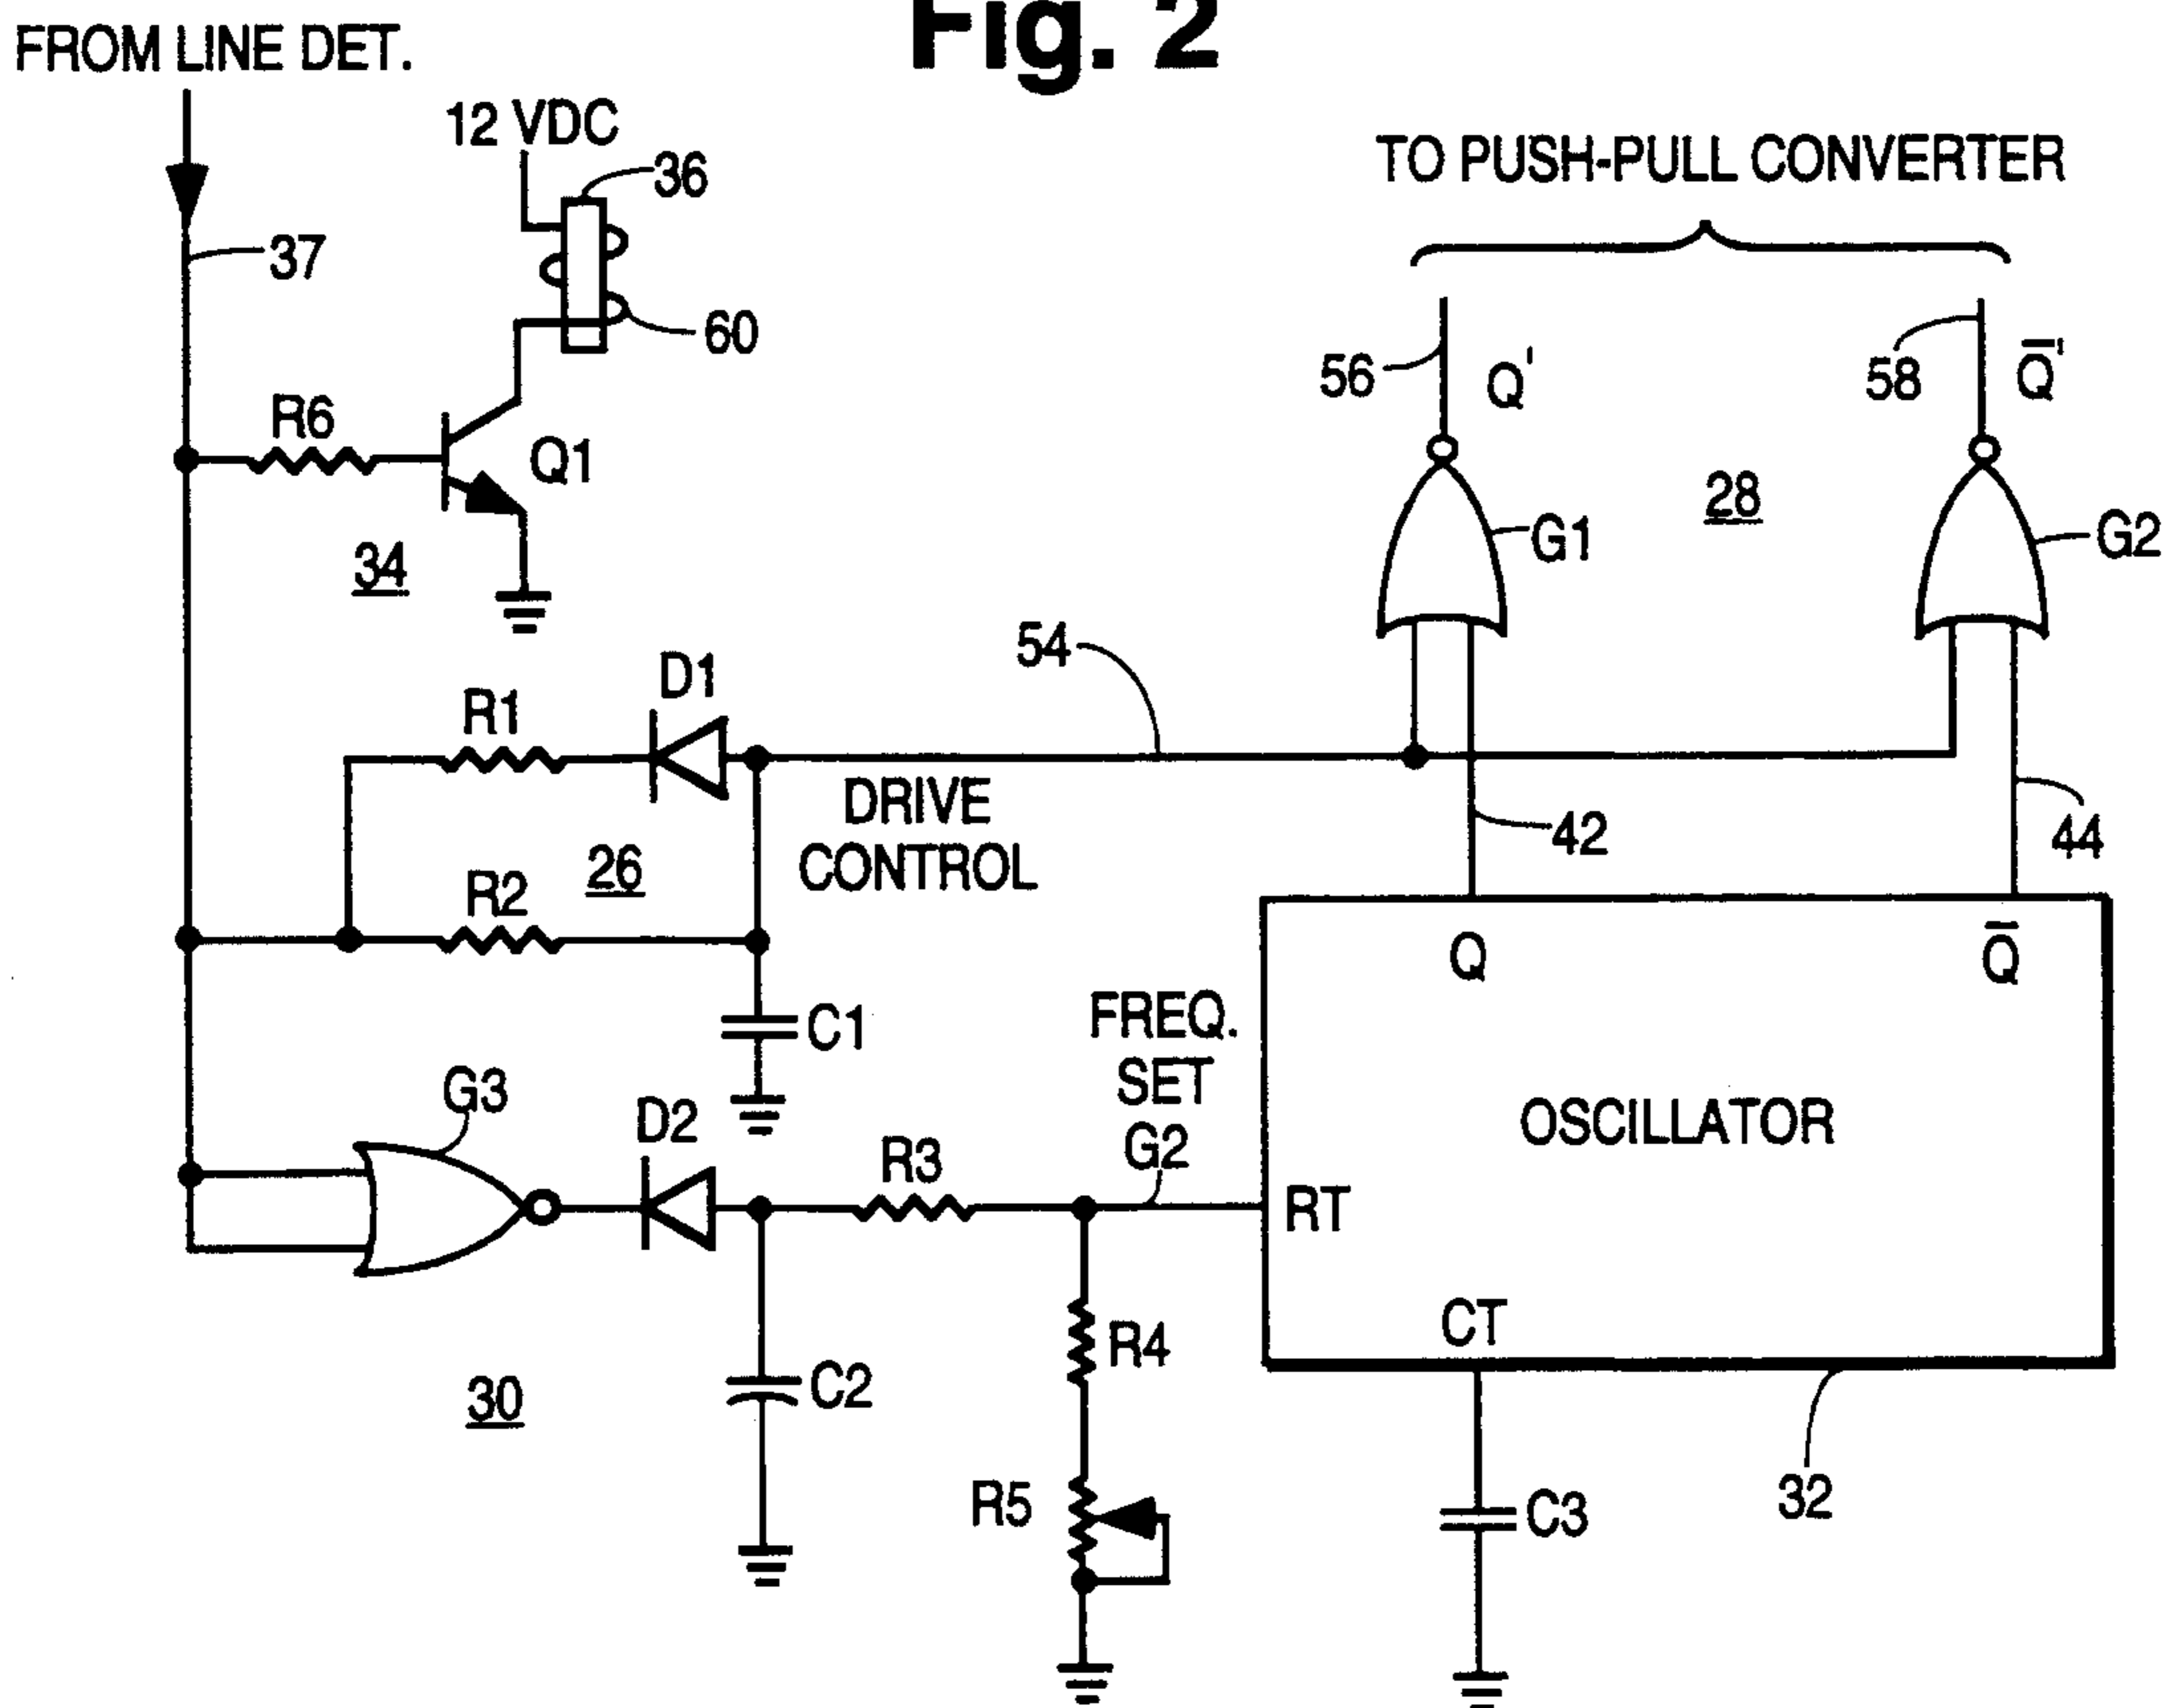 Fig. 2
FROM LINE DET.
12 VDC
36
TO PUSH-PULL CONVERTER
37
60
56
Q'
58
Q̅'
R6
Q1
28
G1
G2
34
54
D1
R1
DRIVE
CONTROL
42
44
26
R2
Q
Q̅
C1
FREQ.
SET
G2
G3
D2
R3
OSCILLATOR
RT
CT
R4
C2
30
R5
C3
32